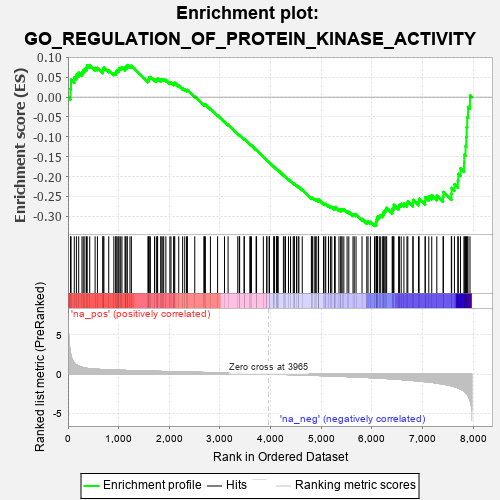 Enrichment plot:
GO_REGULATION_OF_PROTEIN_KINASE_ACTIVITY
Enrichment score (ES)
0.10
0.05
0.00
-0.05
-0.10
-0.15
-0.20
-0.25
-0.30
'na_pos' (positively correlated)
Ranked list metric (PreRanked)
5
0
-5
Zero cross at 3965
'na_neg' (negatively correlated)
0
1,000
2,000
3,000
4,000
5,000
6,000
7,000
8,000
Rank in Ordered Dataset
Enrichment profile
Hits
Ranking metric scores